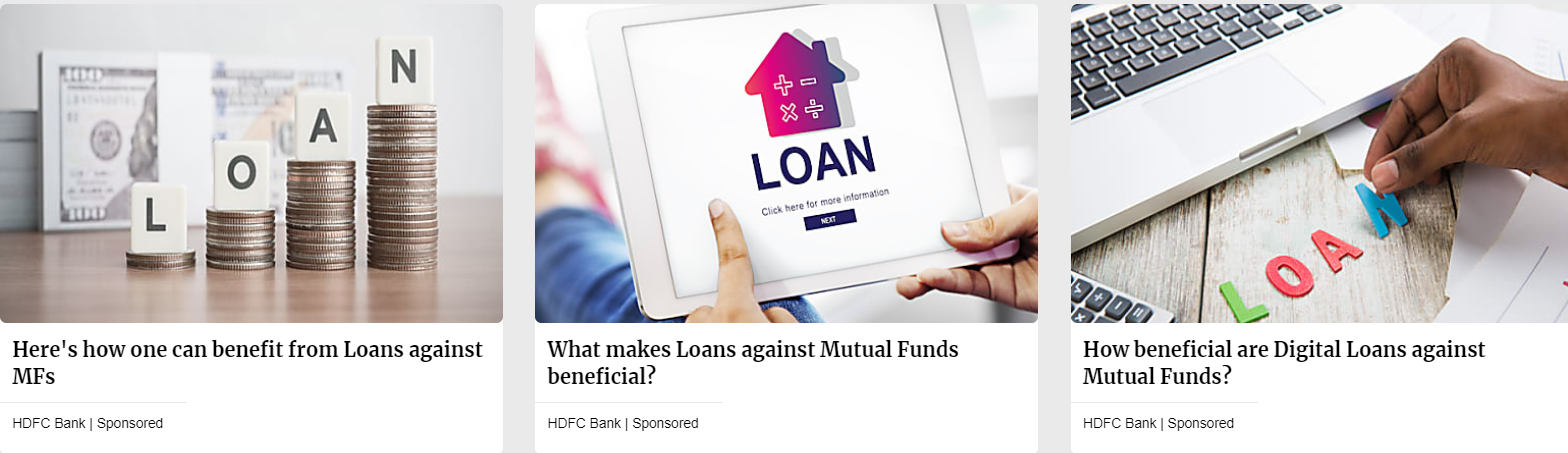 L
O
A
N
100
100
LOAN
Click here for more information
NEXT
LOAN
Here's how one can benefit from Loans against
MFs
HDFC Bank | Sponsored
What makes Loans against Mutual Funds
beneficial?
HDFC Bank | Sponsored
How beneficial are Digital Loans against
Mutual Funds?
HDFC Bank | Sponsored